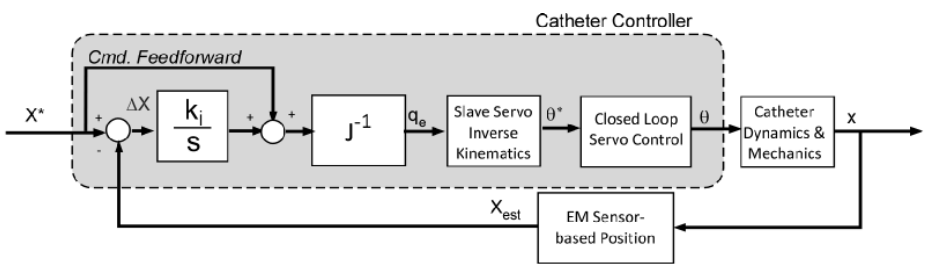 Catheter Controller
Cmd. Feedforward
X*
+
-
ΔX
k_i
s
+
+
J⁻¹
q_e
Slave Servo
Inverse
Kinematics
θ*
Closed Loop
Servo Control
θ
Catheter
Dynamics &
Mechanics
x
X_est
EM Sensor-
based Position